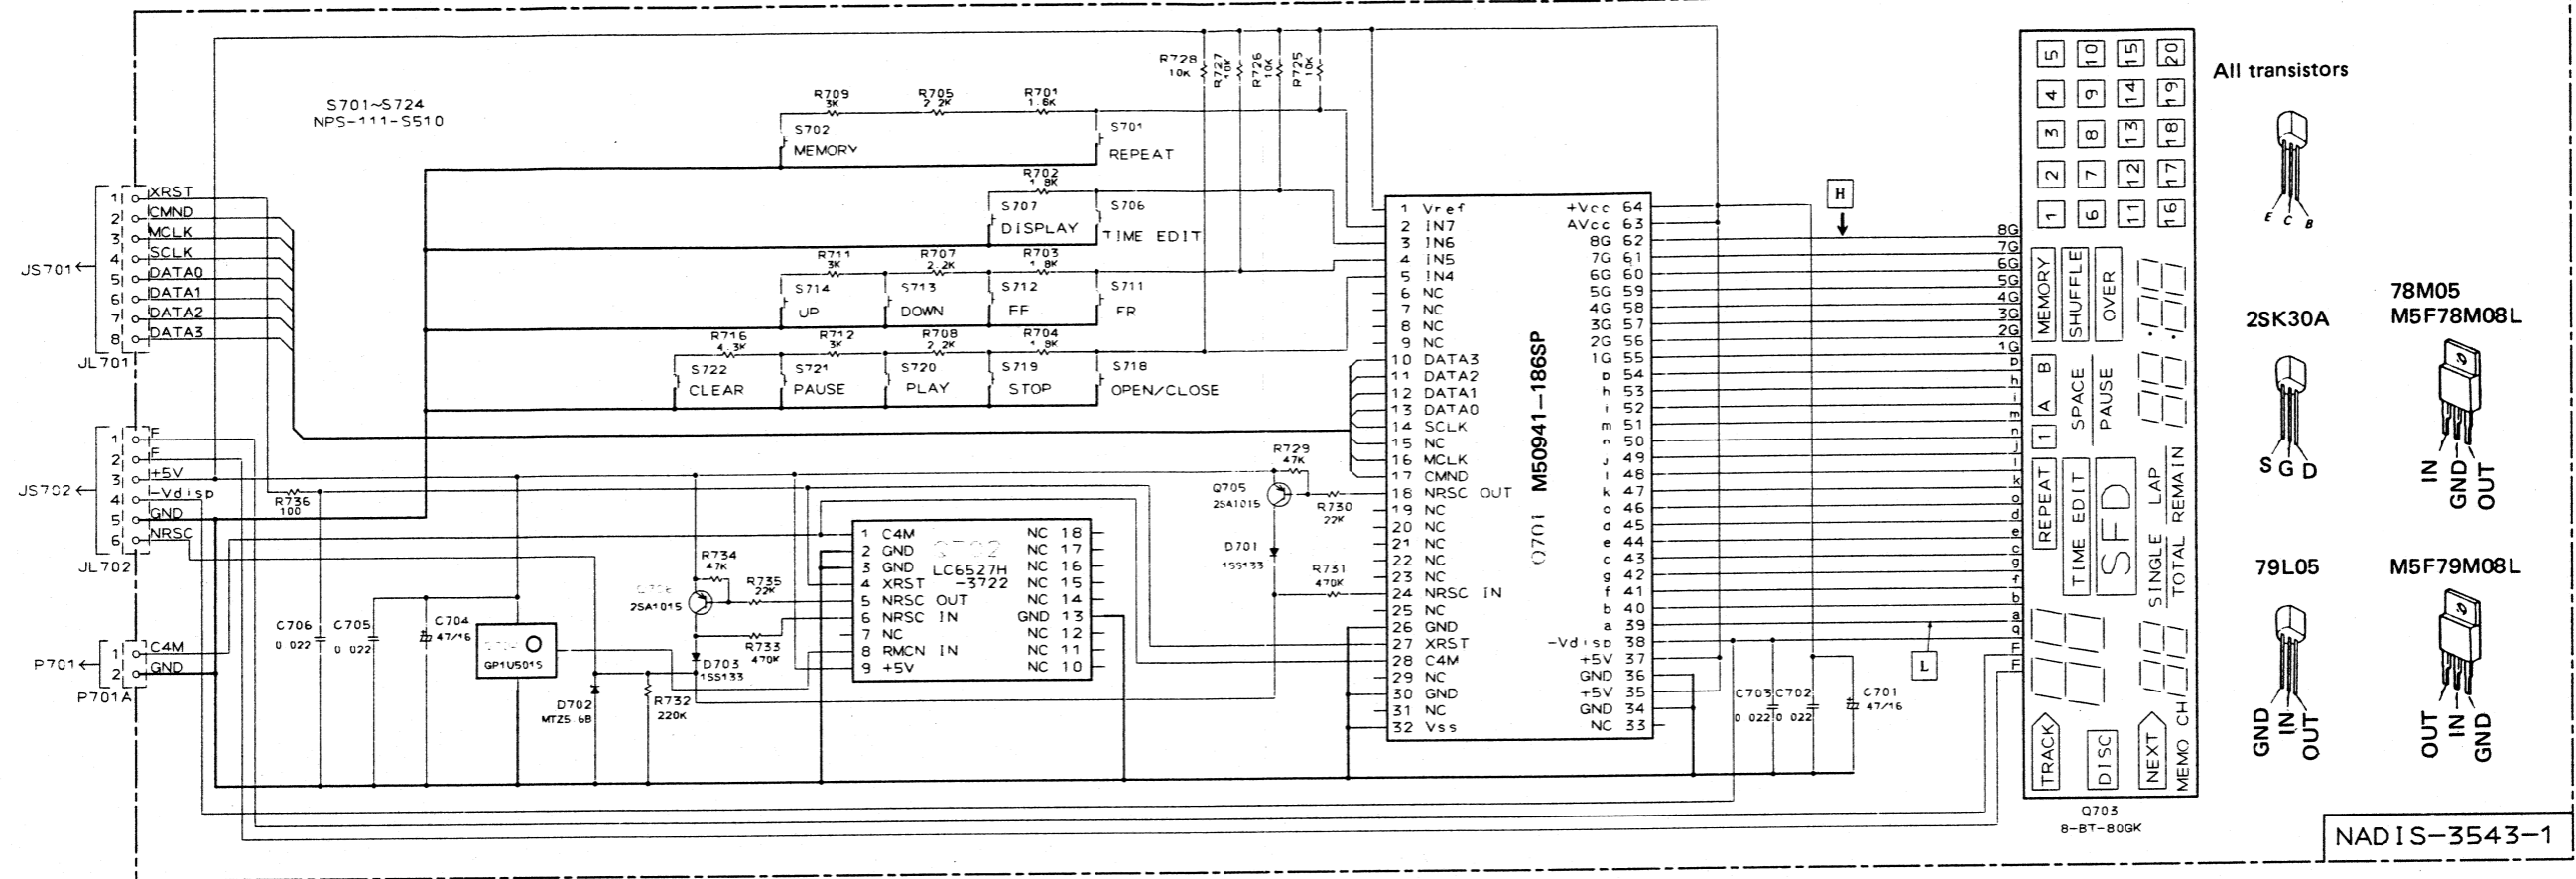 S701~S724
NPS-111-S510
R709
3K
R705
2.2K
R701
1.6K
R728
10K
R727
10K
R726
10K
R725
10K
S702
MEMORY
S701
REPEAT
R702
1.8K
S707
DISPLAY
S706
TIME EDIT
R711
3K
R707
2.2K
R703
1.8K
S714
UP
S713
DOWN
S712
FF
S711
FR
R716
4.3K
R712
3K
R708
2.2K
R704
1.8K
S722
CLEAR
S721
PAUSE
S720
PLAY
S719
STOP
S718
OPEN/CLOSE
JS701
1 XRST
2 CMND
3 MCLK
4 SCLK
5 DATA0
6 DATA1
7 DATA2
8 DATA3
JL701
JS702
1 F
2 F
3 +5V
4 -Vdisp
5 GND
6 NRSC
JL702
P701
1 C4M
2 GND
P701A
R736
100
C706
0.022
C705
0.022
C704
47/16
GP1U501S
D702
MTZ5.6B
R732
220K
R734
47K
2SA1015
R735
22K
R733
470K
D703
1SS133
Q702
LC6527H
-3722
1 C4M
2 GND
3 GND
4 XRST
5 NRSC OUT
6 NRSC IN
7 NC
8 RMCN IN
9 +5V
NC 18
NC 17
NC 16
NC 15
NC 14
GND 13
NC 12
NC 11
NC 10
R729
47K
Q705
2SA1015
R730
22K
D701
1SS133
R731
470K
Q701 M50941-186SP
1 Vref
2 IN7
3 IN6
4 IN5
5 IN4
6 NC
7 NC
8 NC
9 NC
10 DATA3
11 DATA2
12 DATA1
13 DATA0
14 SCLK
15 NC
16 MCLK
17 CMND
18 NRSC OUT
19 NC
20 NC
21 NC
22 NC
23 NC
24 NRSC IN
25 NC
26 GND
27 XRST
28 C4M
29 NC
30 GND
31 NC
32 Vss
+Vcc 64
AVcc 63
8G 62
7G 61
6G 60
5G 59
4G 58
3G 57
2G 56
1G 55
p 54
h 53
i 52
m 51
n 50
j 49
l 48
k 47
o 46
d 45
e 44
c 43
g 42
f 41
b 40
a 39
-Vdisp 38
+5V 37
GND 36
+5V 35
GND 34
NC 33
C703
0.022
C702
0.022
C701
47/16
H
L
8G
7G
6G
5G
4G
3G
2G
1G
p
h
i
m
n
j
l
k
o
d
e
c
g
f
b
a
q
F
F
5 10 15 20
4 9 14 19
3 8 13 18
2 7 12 17
1 6 11 16
MEMORY
SHUFFLE
OVER
A B
SPACE
PAUSE
1
REPEAT
TIME EDIT
SFD
SINGLE LAP
TOTAL REMAIN
TRACK
DISC
NEXT
MEMO CH
Q703
8-BT-80GK
All transistors
E C B
2SK30A
S G D
78M05
M5F78M08L
IN
GND
OUT
79L05
GND
IN
OUT
M5F79M08L
OUT
IN
GND
NADIS-3543-1